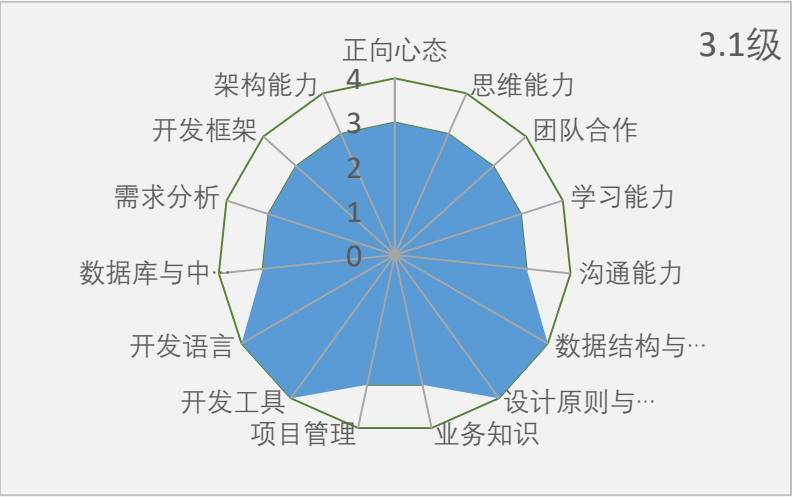 3.1级
正向心态
思维能力
团队合作
学习能力
沟通能力
数据结构与…
设计原则与…
业务知识
项目管理
开发工具
开发语言
数据库与中…
需求分析
开发框架
架构能力
4
3
2
1
0